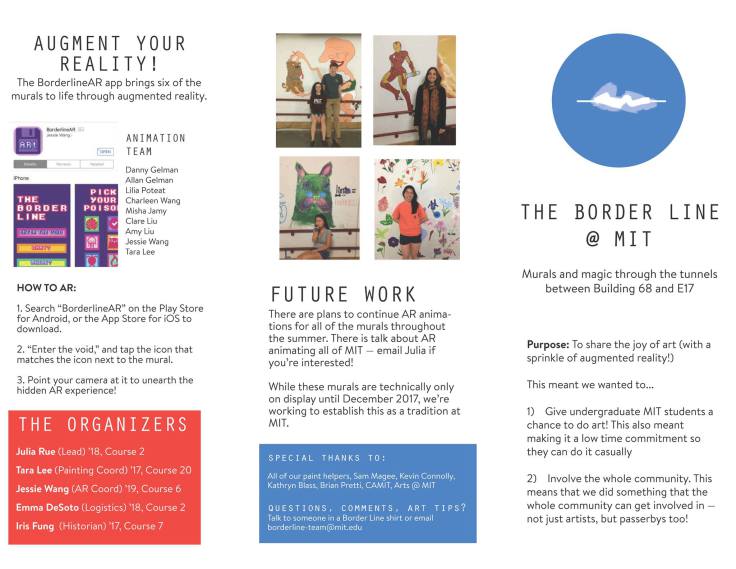 AUGMENT YOUR
REALITY!
The BorderlineAR app brings six of the
murals to life through augmented reality.
BorderlineAR
Jessie Wang
AR!
iPhone
THE
BORDER
LINE
PICK
YOUR
POISO
ANIMATION
TEAM
Danny Gelman
Allan Gelman
Lilia Poteat
Charleen Wang
Misha Jamy
Clare Liu
Amy Liu
Jessie Wang
Tara Lee
HOW TO AR:
1. Search “BorderlineAR” on the Play Store
for Android, or the App Store for iOS to
download.
2. “Enter the void,” and tap the icon that
matches the icon next to the mural.
3. Point your camera at it to unearth the
hidden AR experience!
THE ORGANIZERS
Julia Rue (Lead) ’18, Course 2
Tara Lee (Painting Coord) ’17, Course 20
Jessie Wang (AR Coord) ’19, Course 6
Emma DeSoto (Logistics) ’18, Course 2
Iris Fung (Historian) ’17, Course 7
FUTURE WORK
There are plans to continue AR anima-
tions for all of the murals throughout
the summer. There is talk about AR
animating all of MIT — email Julia if
you’re interested!
While these murals are technically only
on display until December 2017, we’re
working to establish this as a tradition at
MIT.
SPECIAL THANKS TO:
All of our paint helpers, Sam Magee, Kevin Connolly,
Kathryn Blass, Brian Pretti, CAMIT, Arts @ MIT
QUESTIONS, COMMENTS, ART TIPS?
Talk to someone in a Border Line shirt or email
borderline-team@mit.edu
THE BORDER LINE
@ MIT
Murals and magic through the tunnels
between Building 68 and E17
Purpose: To share the joy of art (with a
sprinkle of augmented reality!)
This meant we wanted to...
1) Give undergraduate MIT students a
chance to do art! This also meant
making it a low time commitment so
they can do it casually
2) Involve the whole community. This
means that we did something that the
whole community can get involved in —
not just artists, but passerbys too!